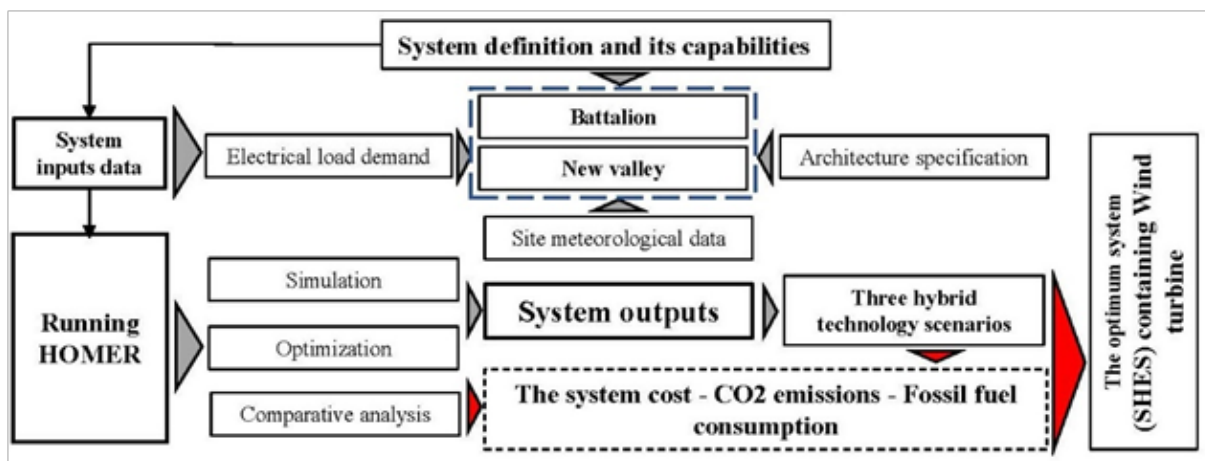 System definition and its capabilities
System
inputs data
Electrical load demand
Battalion
New valley
Architecture specification
Site meteorological data
Running
HOMER
Simulation
Optimization
Comparative analysis
System outputs
Three hybrid
technology scenarios
The system cost - CO2 emissions - Fossil fuel
consumption
The optimum system
(SHES) containing Wind
turbine